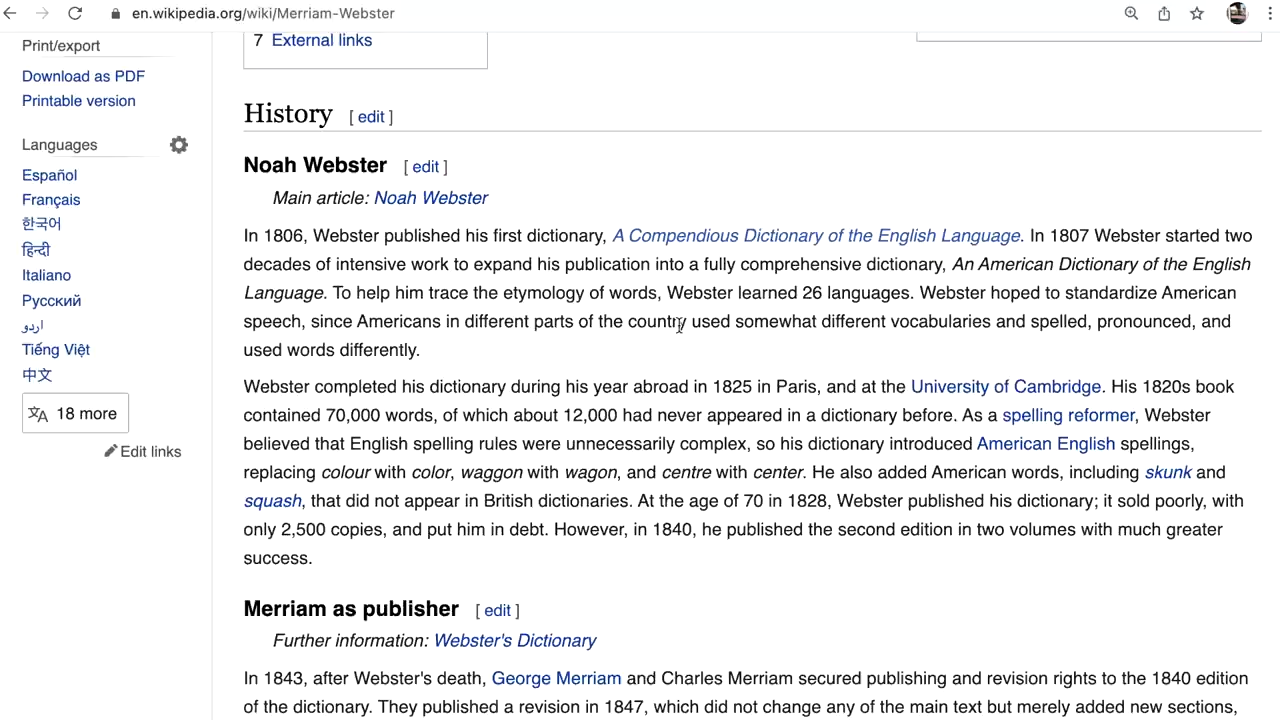 en.wikipedia.org/wiki/Merriam-Webster
Print/export
Download as PDF
Printable version
Languages
Español
Français
한국어
हिन्दी
Italiano
Русский
اردو
Tiếng Việt
中文
18 more
Edit links
7 External links
History [ edit ]
Noah Webster [ edit ]
Main article: Noah Webster
In 1806, Webster published his first dictionary, A Compendious Dictionary of the English Language. In 1807 Webster started two
decades of intensive work to expand his publication into a fully comprehensive dictionary, An American Dictionary of the English
Language. To help him trace the etymology of words, Webster learned 26 languages. Webster hoped to standardize American
speech, since Americans in different parts of the country used somewhat different vocabularies and spelled, pronounced, and
used words differently.
Webster completed his dictionary during his year abroad in 1825 in Paris, and at the University of Cambridge. His 1820s book
contained 70,000 words, of which about 12,000 had never appeared in a dictionary before. As a spelling reformer, Webster
believed that English spelling rules were unnecessarily complex, so his dictionary introduced American English spellings,
replacing colour with color, waggon with wagon, and centre with center. He also added American words, including skunk and
squash, that did not appear in British dictionaries. At the age of 70 in 1828, Webster published his dictionary; it sold poorly, with
only 2,500 copies, and put him in debt. However, in 1840, he published the second edition in two volumes with much greater
success.
Merriam as publisher [ edit ]
Further information: Webster's Dictionary
In 1843, after Webster's death, George Merriam and Charles Merriam secured publishing and revision rights to the 1840 edition
of the dictionary. They published a revision in 1847, which did not change any of the main text but merely added new sections,